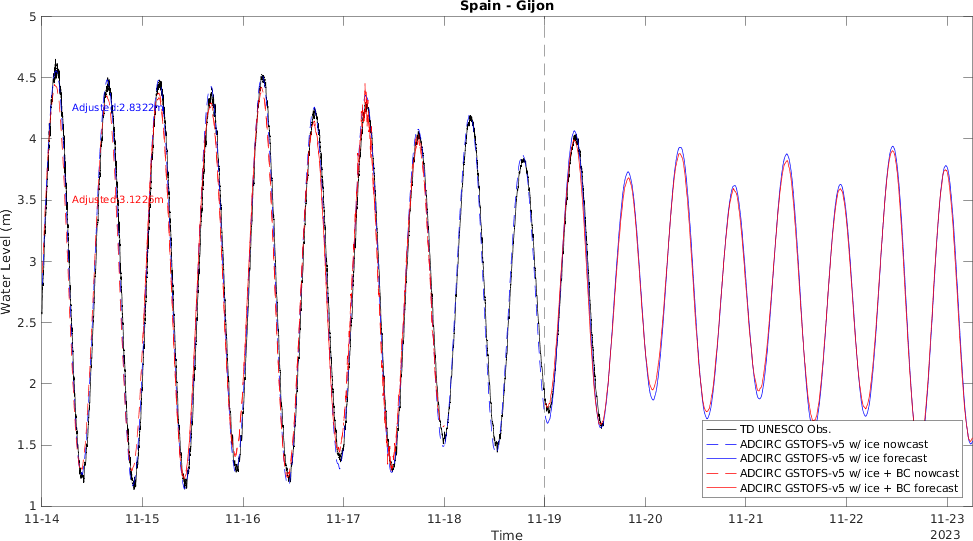 Spain - Gijon
5
4.5
4
3.5
3
2.5
2
1.5
1
Water Level (m)
Adjusted:2.8322m
Adjusted:3.1226m
TD UNESCO Obs.
ADCIRC GSTOFS-v5 w/ ice nowcast
ADCIRC GSTOFS-v5 w/ ice forecast
ADCIRC GSTOFS-v5 w/ ice + BC nowcast
ADCIRC GSTOFS-v5 w/ ice + BC forecast
11-14 11-15 11-16 11-17 11-18 11-19 11-20 11-21 11-22 11-23
2023
Time